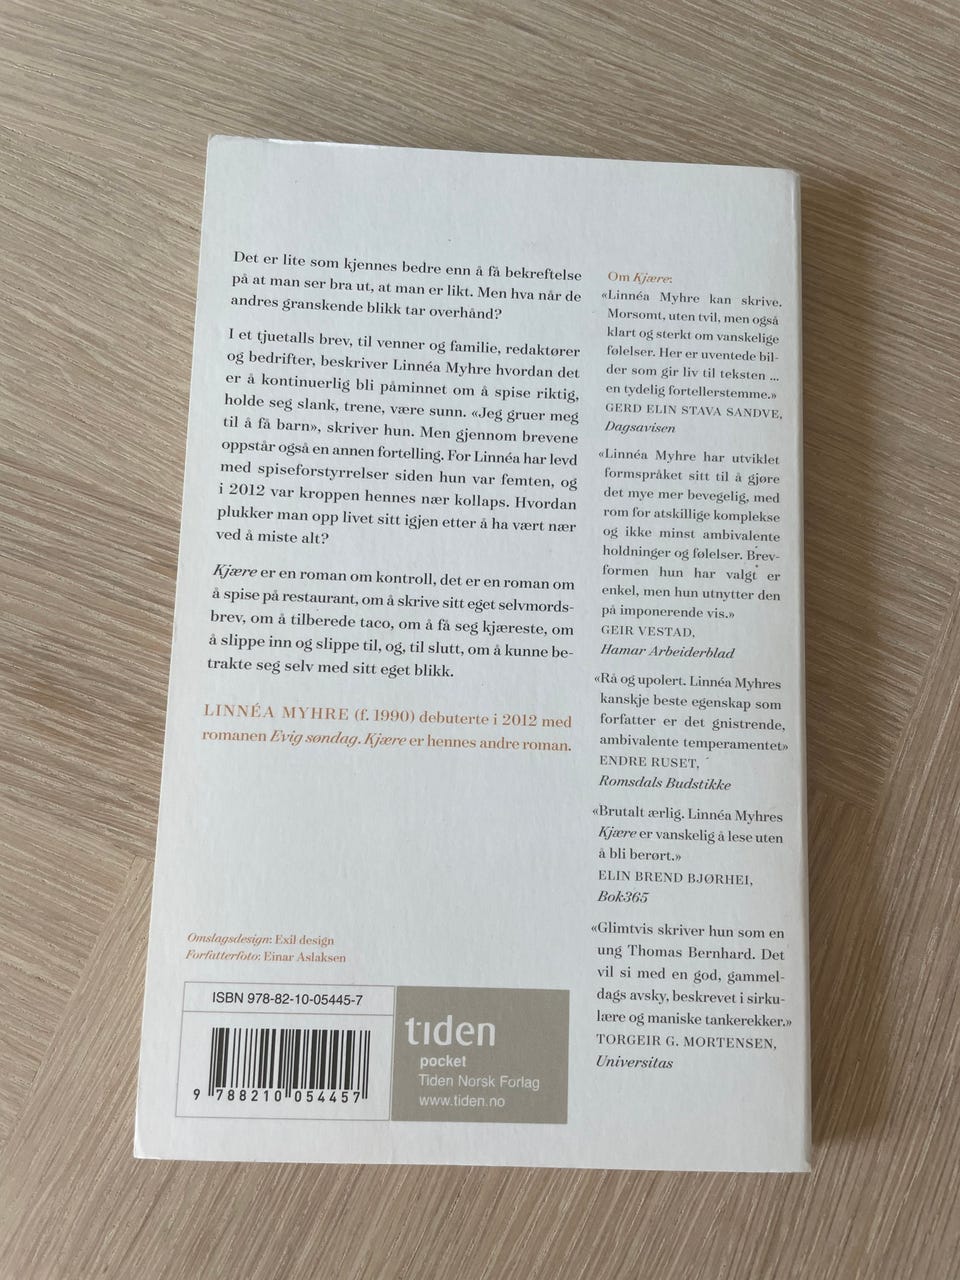 Det er lite som kjennes bedre enn å få bekreftelse
på at man ser bra ut, at man er likt. Men hva når de
andres granskende blikk tar overhånd?
I et tjuetalls brev, til venner og familie, redaktører
og bedrifter, beskriver Linnéa Myhre hvordan det
er å kontinuerlig bli påminnet om å spise riktig,
holde seg slank, trene, være sunn. «Jeg gruer meg
til å få barn», skriver hun. Men gjennom brevene
oppstår også en annen fortelling. For Linnéa har levd
med spiseforstyrrelser siden hun var femten, og
i 2012 var kroppen hennes nær kollaps. Hvordan
plukker man opp livet sitt igjen etter å ha vært nær
ved å miste alt?
Kjære er en roman om kontroll, det er en roman om
å spise på restaurant, om å skrive sitt eget selvmords-
brev, om å tilberede taco, om å få seg kjæreste, om
å slippe inn og slippe til, og, til slutt, om å kunne be-
trakte seg selv med sitt eget blikk.
LINNÉA MYHRE (f. 1990) debuterte i 2012 med
romanen Evig søndag. Kjære er hennes andre roman.
Omslagsdesign: Exil design
Forfatterfoto: Einar Aslaksen
ISBN 978-82-10-05445-7
9 788210 054457
tiden
pocket
Tiden Norsk Forlag
www.tiden.no
Om Kjære:
«Linnéa Myhre kan skrive.
Morsomt, uten tvil, men også
klart og sterkt om vanskelige
følelser. Her er uventede bil-
der som gir liv til teksten ...
en tydelig fortellerstemme.»
GERD ELIN STAVA SANDVE,
Dagsavisen
«Linnéa Myhre har utviklet
formspråket sitt til å gjøre
det mye mer bevegelig, med
rom for atskillige komplekse
og ikke minst ambivalente
holdninger og følelser. Brev-
formen hun har valgt er
enkel, men hun utnytter den
på imponerende vis.»
GEIR VESTAD,
Hamar Arbeiderblad
«Rå og upolert. Linnéa Myhres
kanskje beste egenskap som
forfatter er det gnistrende,
ambivalente temperamentet»
ENDRE RUSET,
Romsdals Budstikke
«Brutalt ærlig. Linnéa Myhres
Kjære er vanskelig å lese uten
å bli berørt.»
ELIN BREND BJØRHEI,
Bok365
«Glimtvis skriver hun som en
ung Thomas Bernhard. Det
vil si med en god, gammel-
dags avsky, beskrevet i sirku-
lære og maniske tankerekker.»
TORGEIR G. MORTENSEN,
Universitas